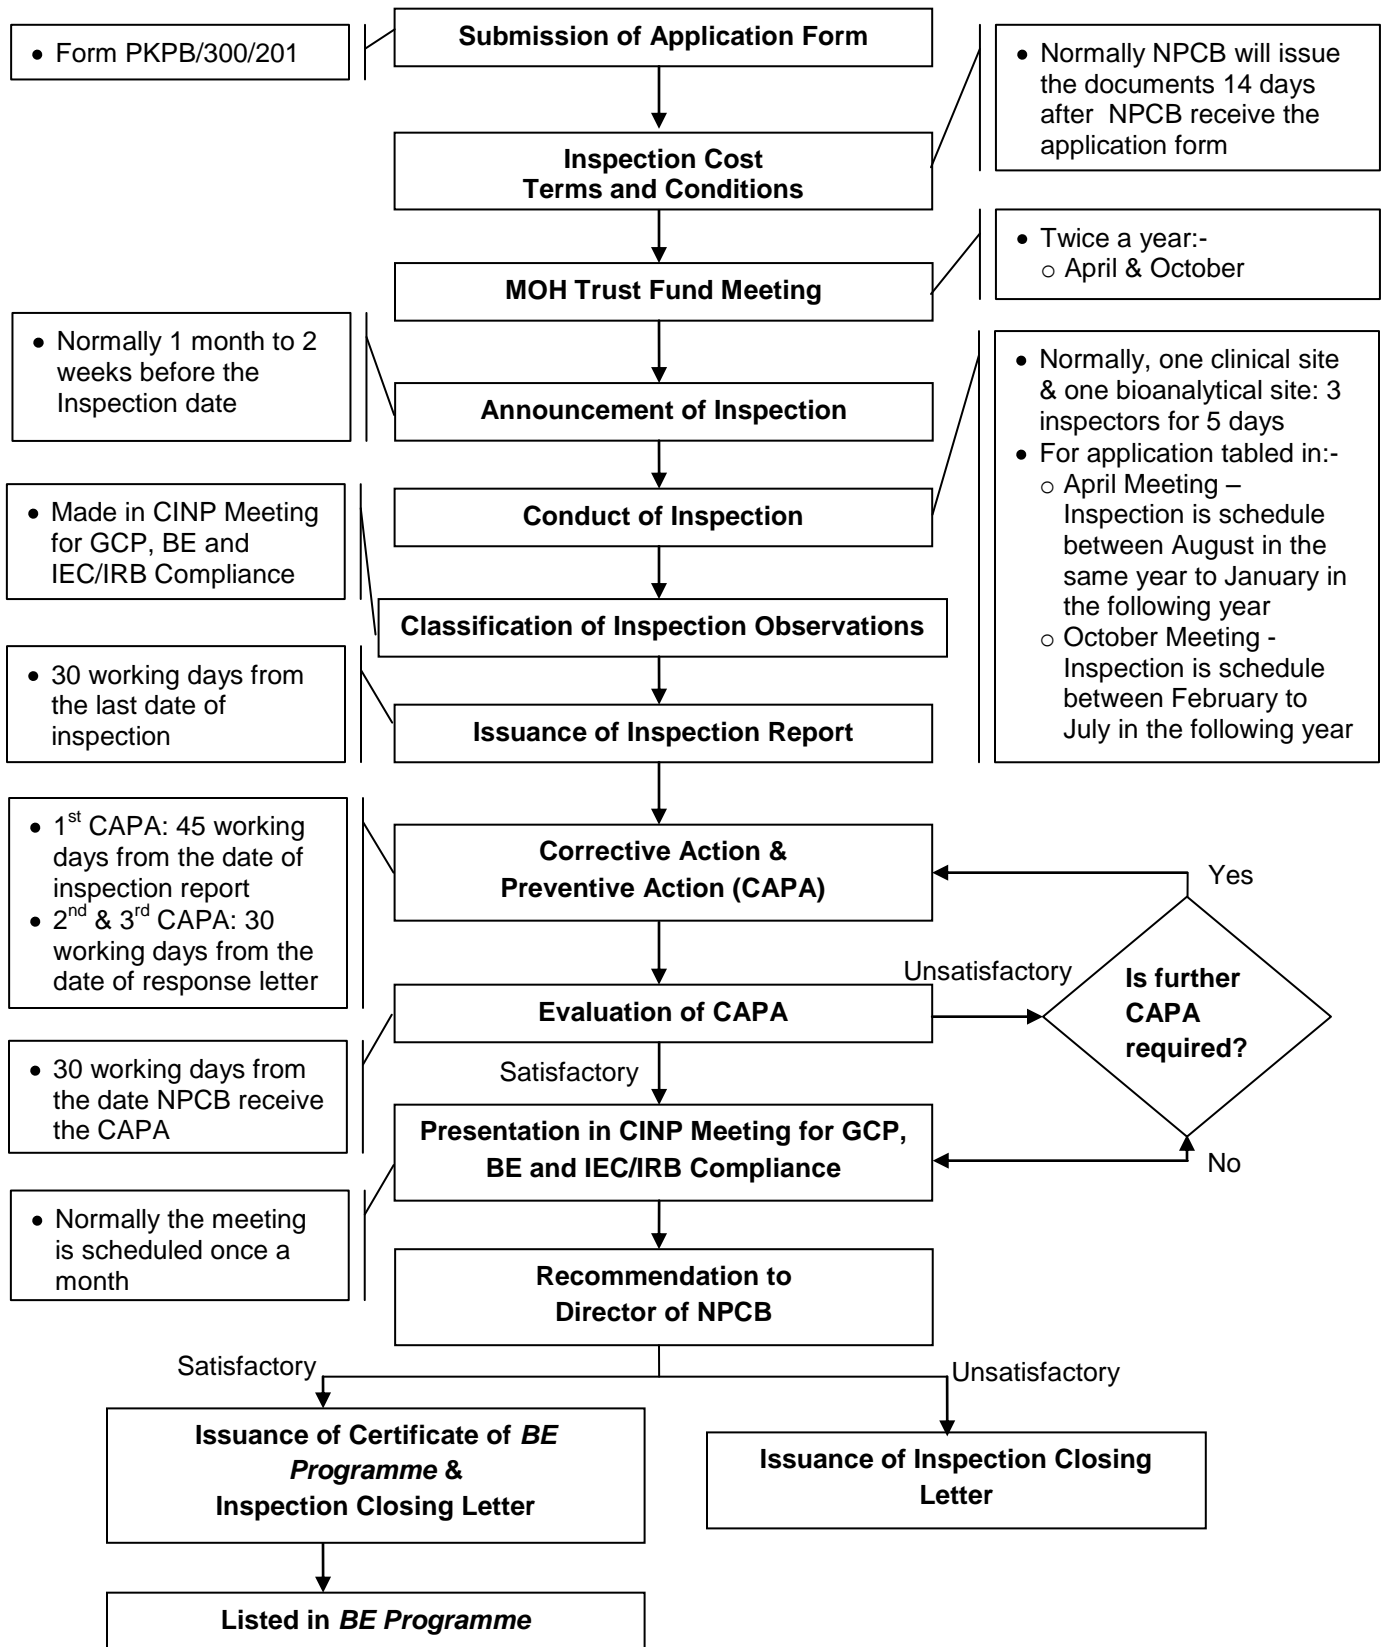 Submission of Application Form
• Form PKPB/300/201
• Normally NPCB will issue
the documents 14 days
after NPCB receive the
application form
Inspection Cost
Terms and Conditions
• Twice a year:-
o April & October
MOH Trust Fund Meeting
• Normally 1 month to 2
weeks before the
Inspection date
Announcement of Inspection
• Normally, one clinical site
& one bioanalytical site: 3
inspectors for 5 days
• For application tabled in:-
o April Meeting –
Inspection is schedule
between August in the
same year to January in
the following year
o October Meeting -
Inspection is schedule
between February to
July in the following year
Conduct of Inspection
• Made in CINP Meeting
for GCP, BE and
IEC/IRB Compliance
Classification of Inspection Observations
• 30 working days from
the last date of
inspection
Issuance of Inspection Report
• 1st CAPA: 45 working
days from the date of
inspection report
• 2nd & 3rd CAPA: 30
working days from the
date of response letter
Corrective Action &
Preventive Action (CAPA)
Yes
Unsatisfactory
Is further
CAPA
required?
Evaluation of CAPA
• 30 working days from
the date NPCB receive
the CAPA
Satisfactory
Presentation in CINP Meeting for GCP,
BE and IEC/IRB Compliance
No
• Normally the meeting
is scheduled once a
month
Recommendation to
Director of NPCB
Satisfactory
Unsatisfactory
Issuance of Certificate of BE
Programme &
Inspection Closing Letter
Issuance of Inspection Closing
Letter
Listed in BE Programme